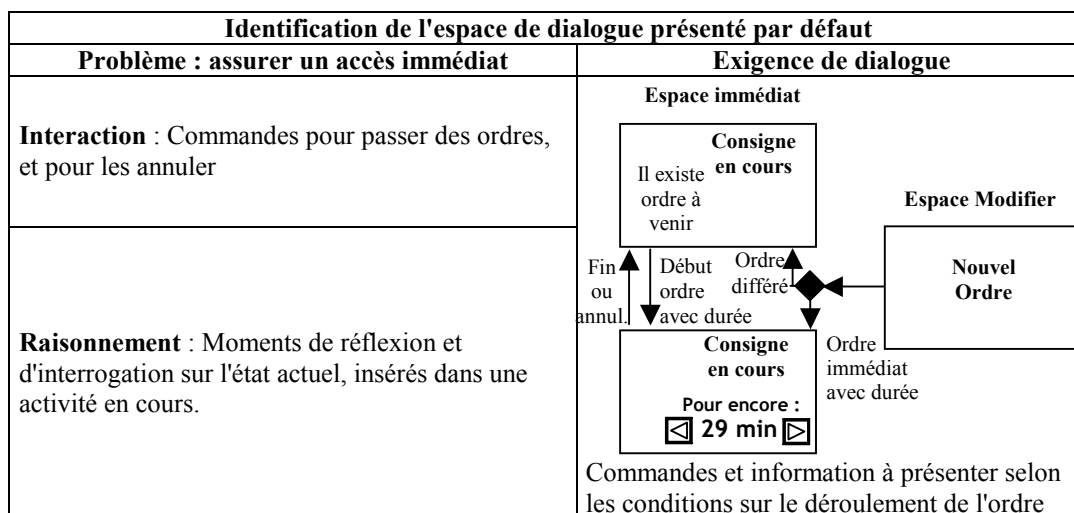 Identification de l'espace de dialogue présenté par défaut
Problème : assurer un accès immédiat
Exigence de dialogue
Interaction : Commandes pour passer des ordres,
et pour les annuler
Raisonnement : Moments de réflexion et
d'interrogation sur l'état actuel, insérés dans une
activité en cours.
Espace immédiat
Consigne
en cours
Il existe
ordre à
venir
Espace Modifier
Nouvel
Ordre
Fin
ou
annul.
Début
ordre
avec durée
Ordre
différé
Ordre
immédiat
avec durée
Consigne
en cours
Pour encore :
29 min
Commandes et information à présenter selon
les conditions sur le déroulement de l'ordre